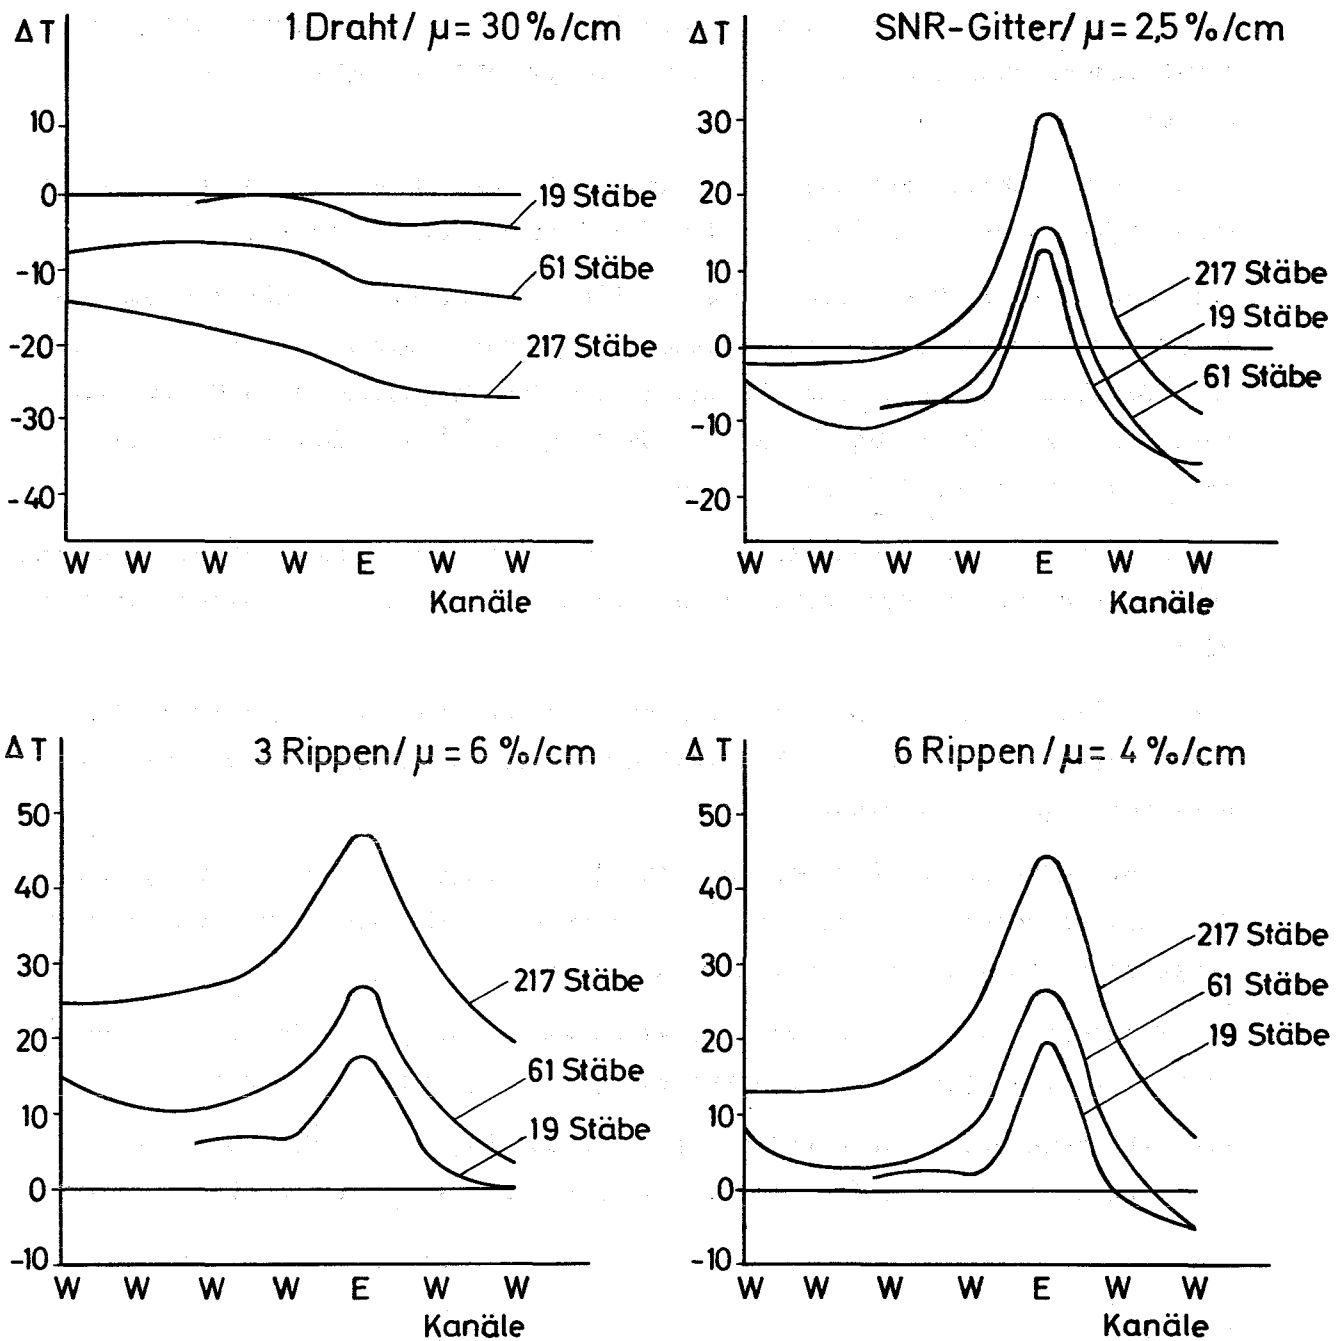 ΔT
1 Draht/ μ = 30 %/cm
10
0
-10
-20
-30
-40
19 Stäbe
61 Stäbe
217 Stäbe
W W W W E W W
Kanäle
ΔT
SNR-Gitter/ μ = 2,5 %/cm
30
20
10
0
-10
-20
217 Stäbe
19 Stäbe
61 Stäbe
W W W W E W W
Kanäle
ΔT
3 Rippen/ μ = 6 %/cm
50
40
30
20
10
0
-10
217 Stäbe
61 Stäbe
19 Stäbe
W W W W E W W
Kanäle
ΔT
6 Rippen/ μ = 4 %/cm
50
40
30
20
10
0
-10
217 Stäbe
61 Stäbe
19 Stäbe
W W W W E W W
Kanäle